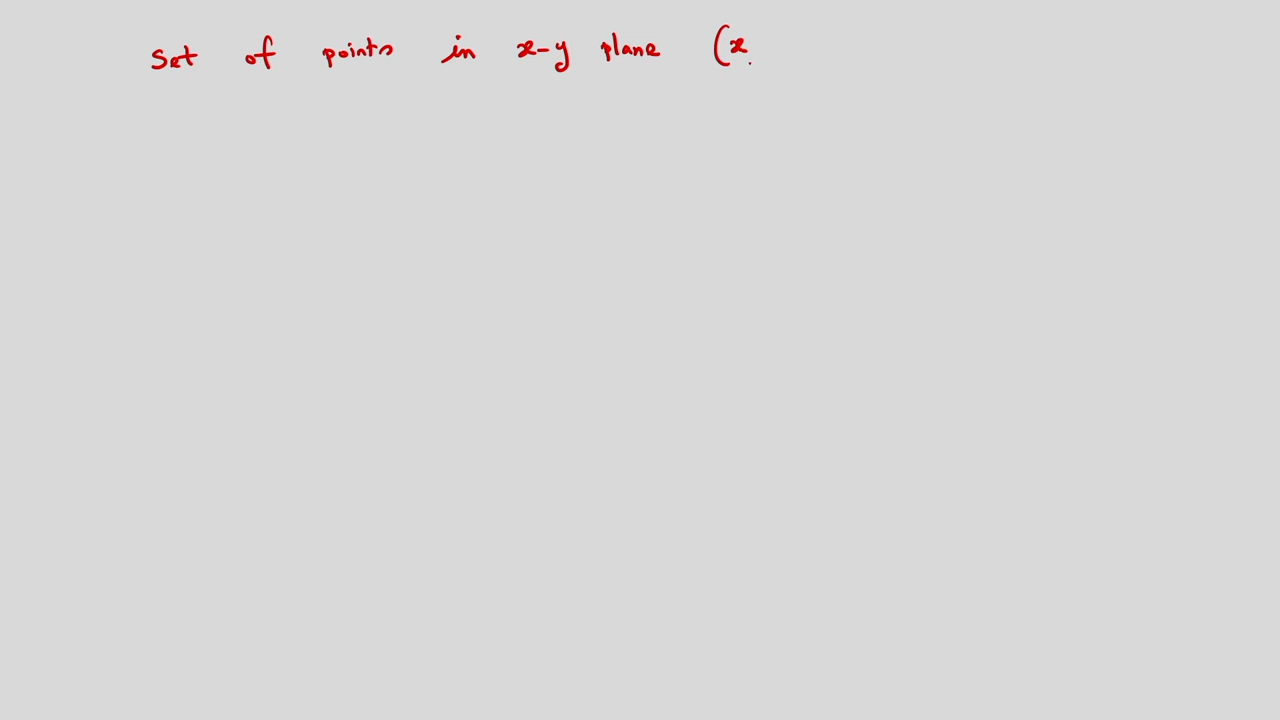 Set of points in x-y plane (x,